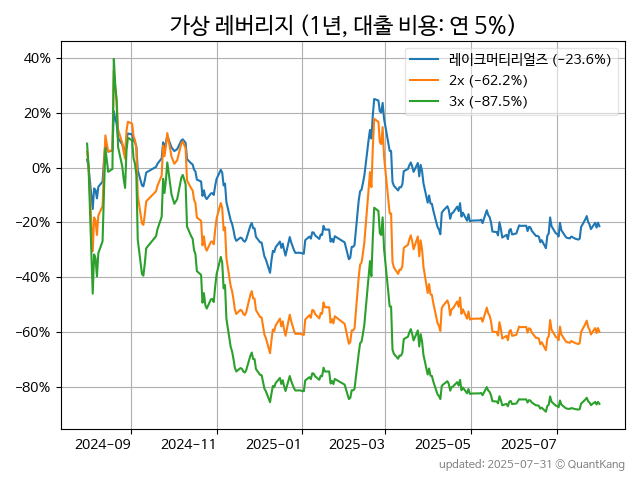 가상 레버리지 (1년, 대출 비용: 연 5%)
레이크머티리얼즈 (−23.6%)
2x (−62.2%)
3x (−87.5%)
40%
20%
0%
−20%
−40%
−60%
−80%
2024-09 2024-11 2025-01 2025-03 2025-05 2025-07
updated: 2025-07-31 © QuantKang